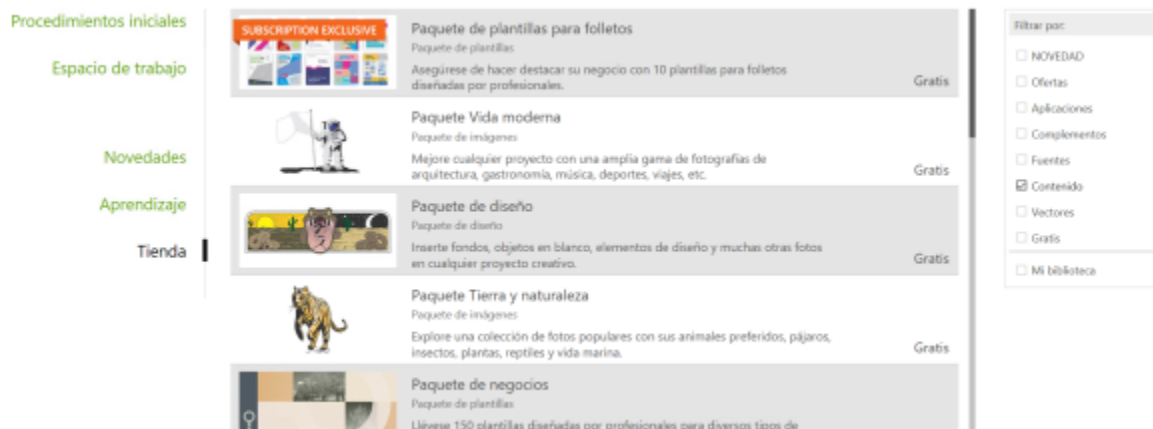 Procedimientos iniciales
Espacio de trabajo
Novedades
Aprendizaje
Tienda
SUBSCRIPTION EXCLUSIVE
Paquete de plantillas para folletos
Paquete de plantillas
Asegúrese de hacer destacar su negocio con 10 plantillas para folletos
diseñadas por profesionales.
Gratis
Paquete Vida moderna
Paquete de imágenes
Mejore cualquier proyecto con una amplia gama de fotografías de
arquitectura, gastronomía, música, deportes, viajes, etc.
Gratis
Paquete de diseño
Paquete de diseño
Inserte fondos, objetos en blanco, elementos de diseño y muchas otras fotos
en cualquier proyecto creativo.
Gratis
Paquete Tierra y naturaleza
Paquete de imágenes
Explore una colección de fotos populares con sus animales preferidos, pájaros,
insectos, plantas, reptiles y vida marina.
Gratis
Paquete de negocios
Paquete de plantillas
Llévese 150 plantillas diseñadas por profesionales para diversos tipos de
Filtrar por:
NOVEDAD
Ofertas
Aplicaciones
Complementos
Fuentes
Contenido
Vectores
Gratis
Mi biblioteca